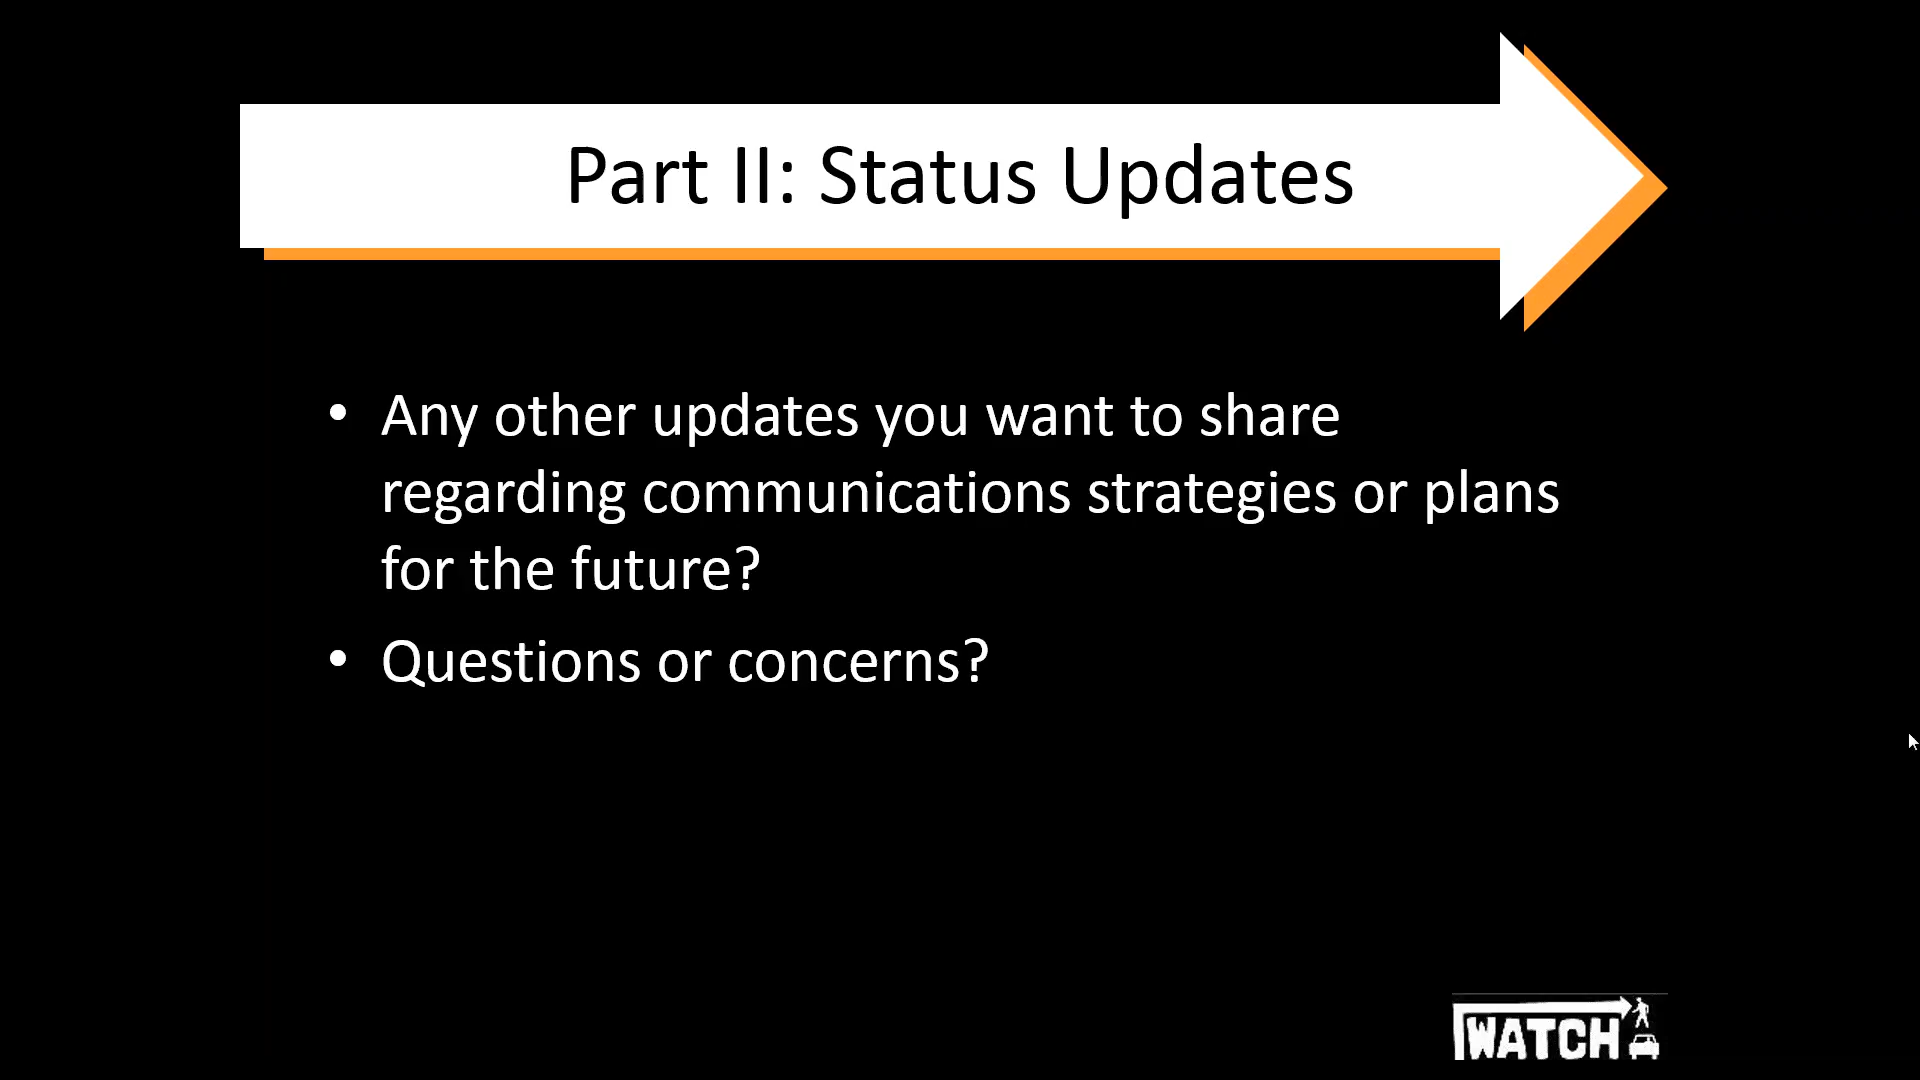 Part II: Status Updates
• Any other updates you want to share
regarding communications strategies or plans
for the future?
• Questions or concerns?
WATCH